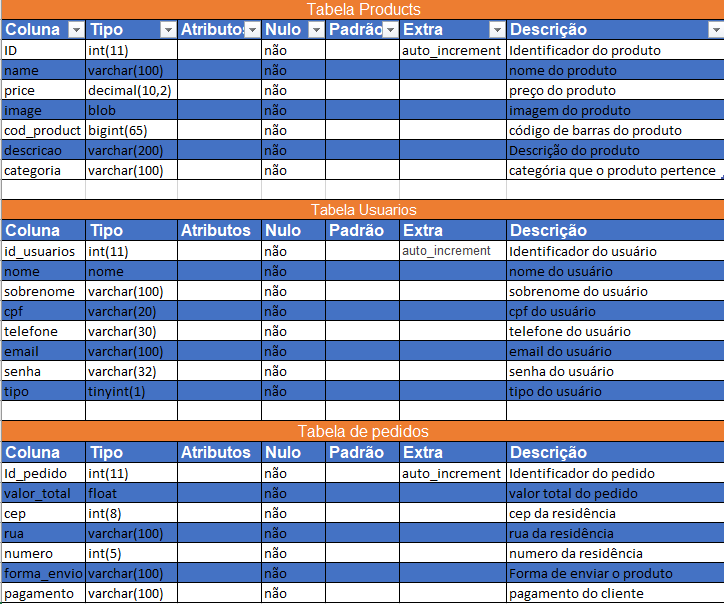 Tabela Products
Coluna Tipo Atributos Nulo Padrão Extra Descrição
ID int(11) não auto_increment Identificador do produto
name varchar(100) não nome do produto
price decimal(10,2) não preço do produto
image blob não imagem do produto
cod_product bigint(65) não código de barras do produto
descricao varchar(200) não Descrição do produto
categoria varchar(100) não categória que o produto pertence
Tabela Usuarios
Coluna Tipo Atributos Nulo Padrão Extra Descrição
id_usuarios int(11) não auto_increment Identificador do usuário
nome nome não nome do usuário
sobrenome varchar(100) não sobrenome do usuário
cpf varchar(20) não cpf do usuário
telefone varchar(30) não telefone do usuário
email varchar(100) não email do usuário
senha varchar(32) não senha do usuário
tipo tinyint(1) não tipo do usuário
Tabela de pedidos
Coluna Tipo Atributos Nulo Padrão Extra Descrição
Id_pedido int(11) não auto_increment Identificador do pedido
valor_total float não valor total do pedido
cep int(8) não cep da residência
rua varchar(100) não rua da residência
numero int(5) não numero da residência
forma_envio varchar(100) não Forma de enviar o produto
pagamento varchar(100) não pagamento do cliente